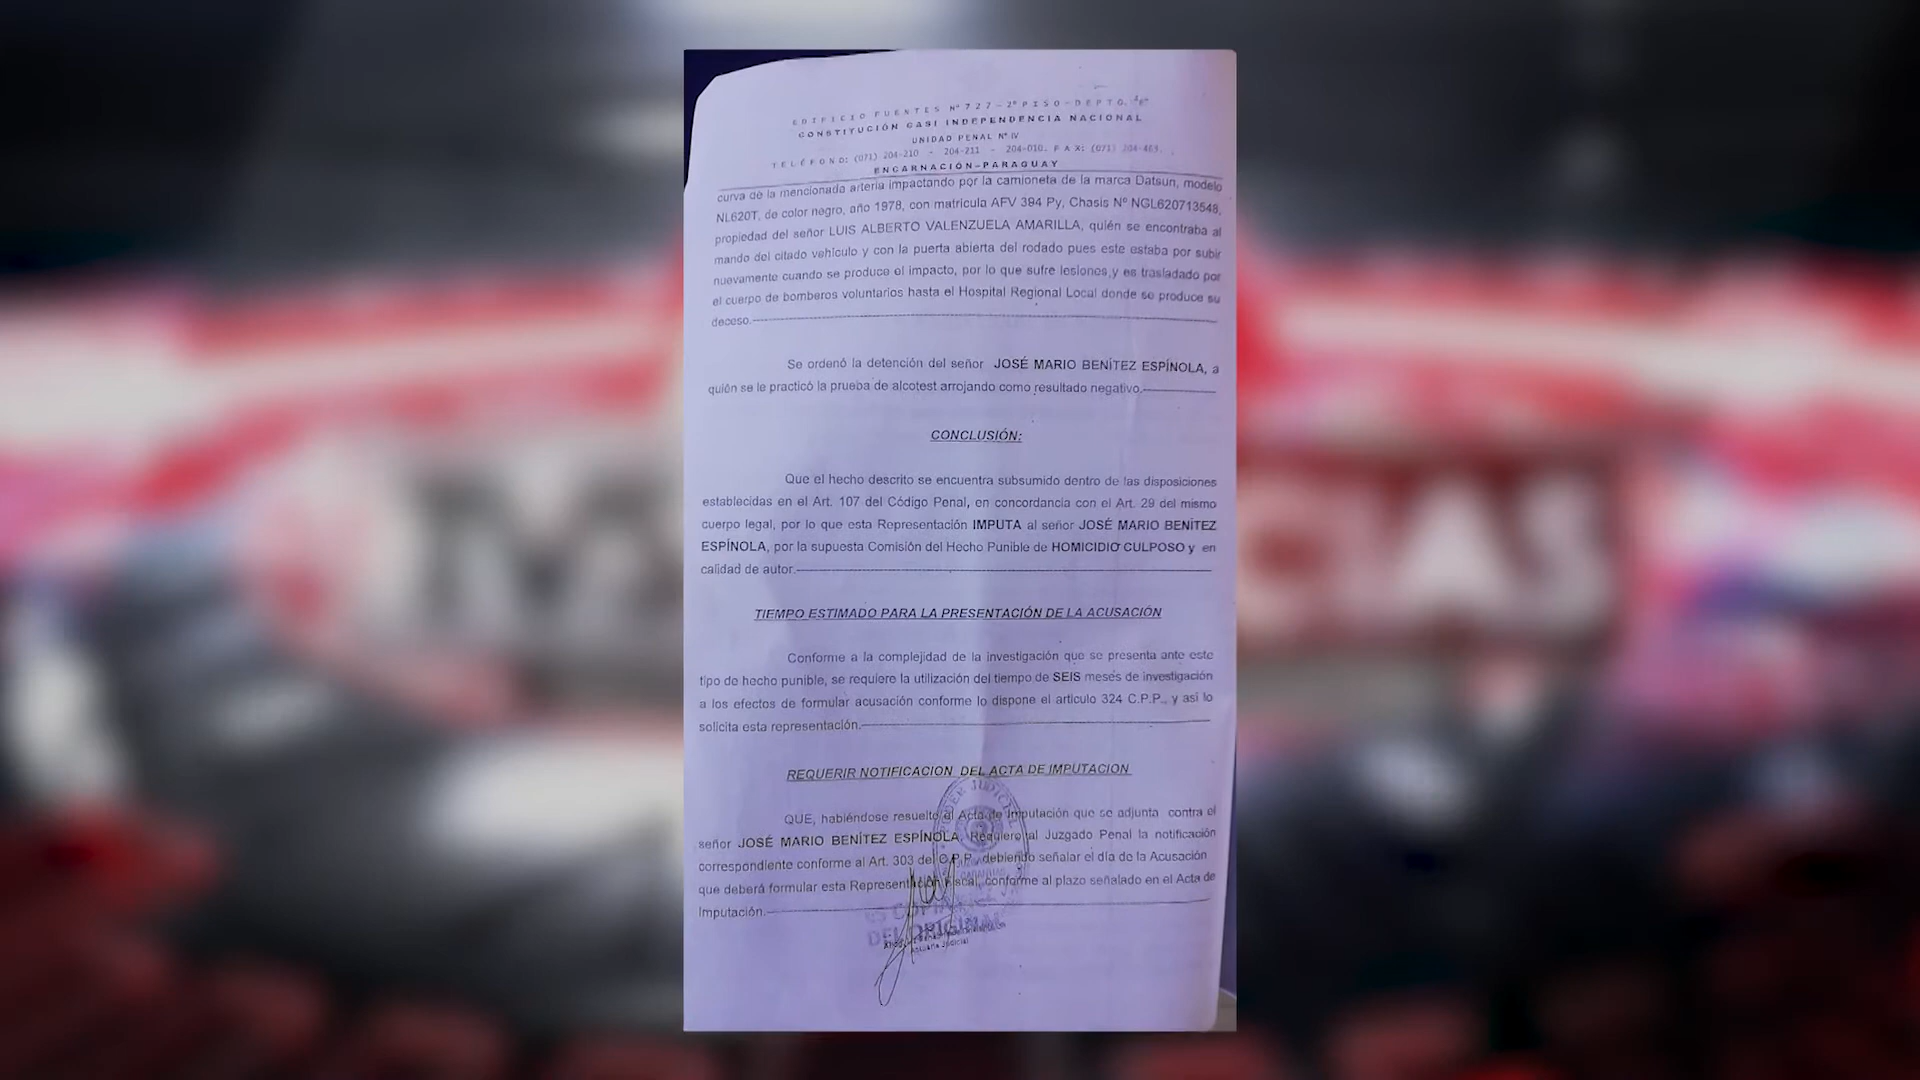 EDIFICIO FUENTES Nº 727 - 2º PISO - DEPTO. 4Eº
CONSTITUCIÓN CASI INDEPENDENCIA NACIONAL
UNIDAD PENAL Nº IV
TELÉFONO: (071) 204-210 - 204-211 - 204-010. FAX: (071) 204-469.
ENCARNACIÓN-PARAGUAY
curva de la mencionada arteria impactando por la camioneta de la marca Datsun, modelo
NL620T, de color negro, año 1978, con matricula AFV 394 Py, Chasis Nº NGL620713548,
propiedad del señor LUIS ALBERTO VALENZUELA AMARILLA, quién se encontraba al
mando del citado vehículo y con la puerta abierta del rodado pues este estaba por subir
nuevamente cuando se produce el impacto, por lo que sufre lesiones,y es trasladado por
el cuerpo de bomberos voluntarios hasta el Hospital Regional Local donde se produce su
deceso.
Se ordenó la detención del señor JOSÉ MARIO BENÍTEZ ESPÍNOLA, a
quién se le practicó la prueba de alcotest arrojando como resultado negativo.
CONCLUSIÓN:
Que el hecho descrito se encuentra subsumido dentro de las disposiciones
establecidas en el Art. 107 del Código Penal, en concordancia con el Art. 29 del mismo
cuerpo legal, por lo que esta Representación IMPUTA al señor JOSÉ MARIO BENÍTEZ
ESPÍNOLA, por la supuesta Comisión del Hecho Punible de HOMICIDIO CULPOSO y en
calidad de autor.
TIEMPO ESTIMADO PARA LA PRESENTACIÓN DE LA ACUSACIÓN
Conforme a la complejidad de la investigación que se presenta ante este
tipo de hecho punible, se requiere la utilización del tiempo de SEIS meses de investigación
a los efectos de formular acusación conforme lo dispone el articulo 324 C.P.P., y asi lo
solicita esta representación.
REQUERIR NOTIFICACION DEL ACTA DE IMPUTACION
QUE, habiéndose resuelto el Acta de Imputación que se adjunta contra el
señor JOSÉ MARIO BENÍTEZ ESPÍNOLA, Requiero al Juzgado Penal la notificación
correspondiente conforme al Art. 303 del C.P.P. debiendo señalar el día de la Acusación
que deberá formular esta Representación Fiscal, conforme al plazo señalado en el Acta de
Imputación.
PODER JUDICIAL
ES COPIA
DEL ORIGINAL
Actuaria Judicial